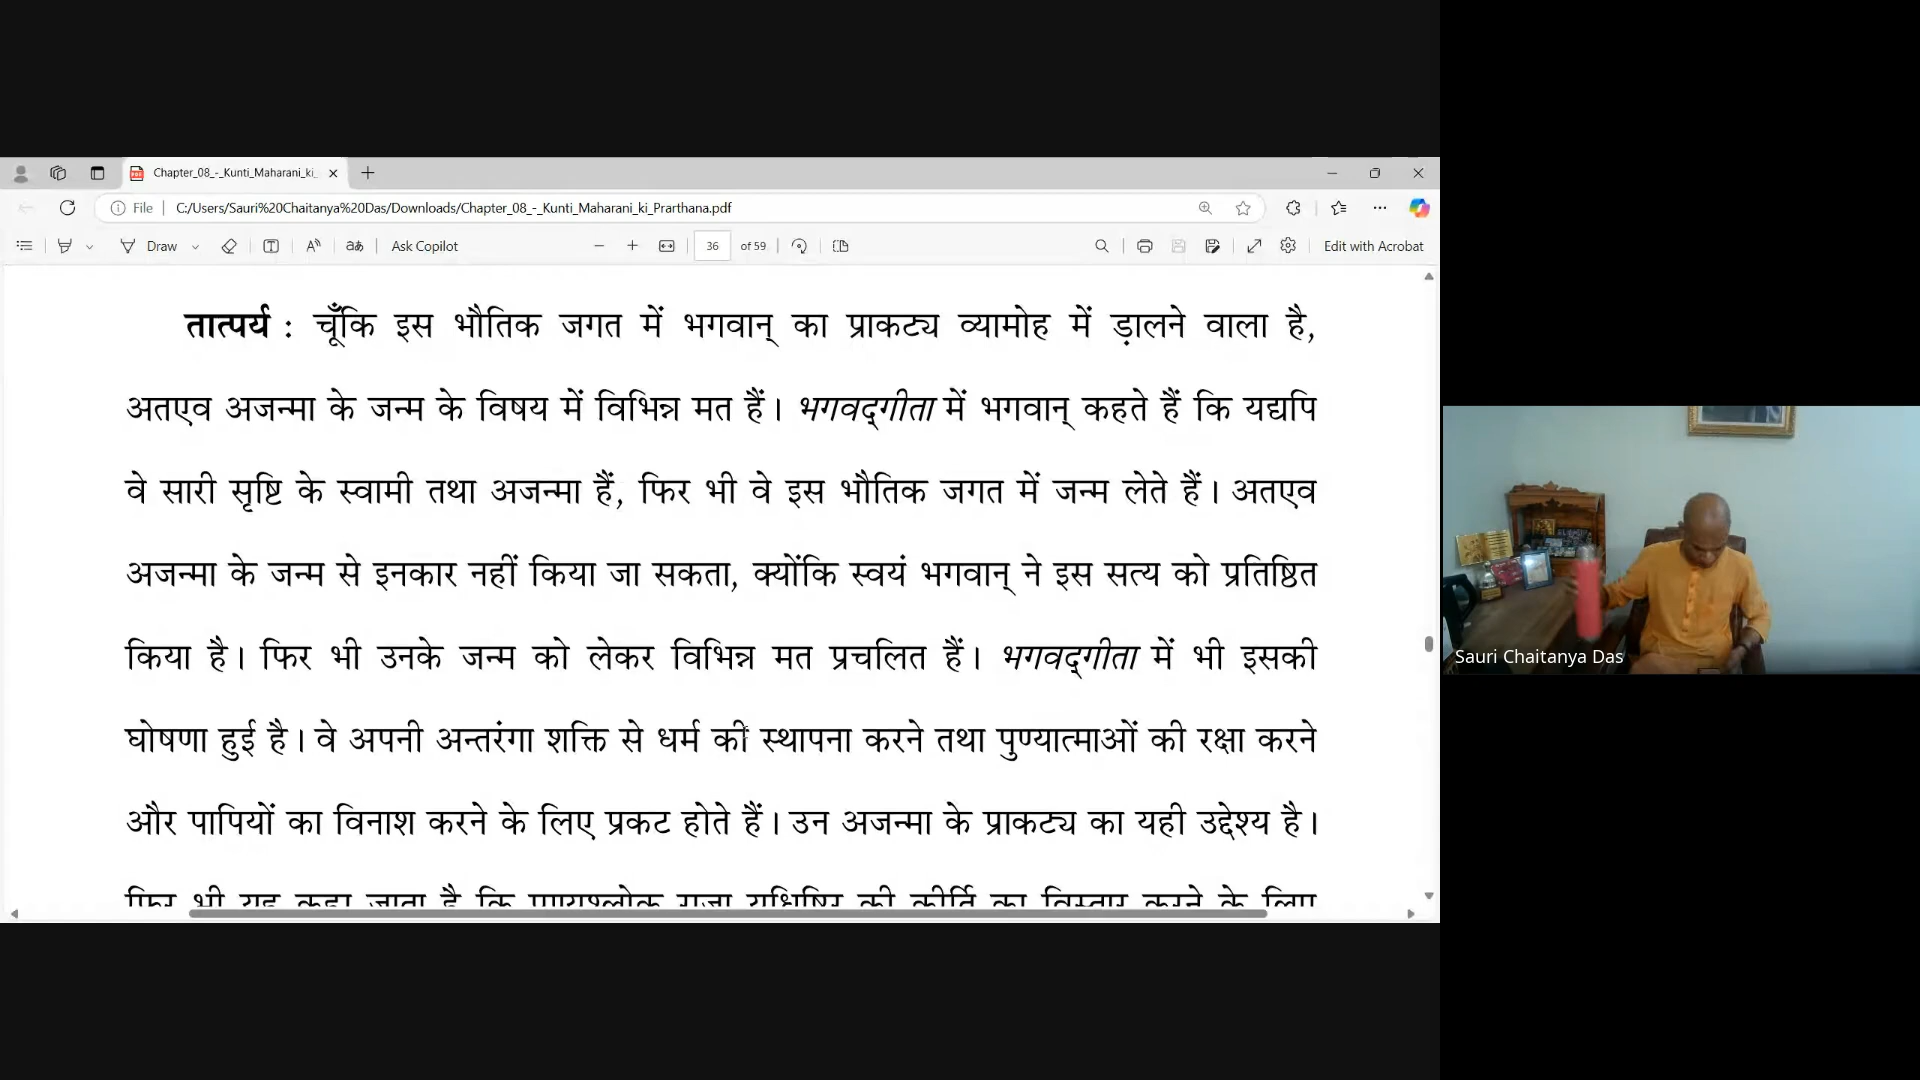 Chapter_08_-_Kunti_Maharani_ki_
File
C:/Users/Sauri%20Chaitanya%20Das/Downloads/Chapter_08_-_Kunti_Maharani_ki_Prarthana.pdf
Draw
Ask Copilot
36 of 59
Edit with Acrobat
तात्पर्य : चूँकि इस भौतिक जगत में भगवान् का प्राकट्य व्यामोह में ड़ालने वाला है,
अतएव अजन्मा के जन्म के विषय में विभिन्न मत हैं। भगवद्‌गीता में भगवान् कहते हैं कि यद्यपि
वे सारी सृष्टि के स्वामी तथा अजन्मा हैं, फिर भी वे इस भौतिक जगत में जन्म लेते हैं। अतएव
अजन्मा के जन्म से इनकार नहीं किया जा सकता, क्योंकि स्वयं भगवान् ने इस सत्य को प्रतिष्ठित
किया है। फिर भी उनके जन्म को लेकर विभिन्न मत प्रचलित हैं। भगवद्‌गीता में भी इसकी
घोषणा हुई है। वे अपनी अन्तरंगा शक्ति से धर्म की स्थापना करने तथा पुण्यात्माओं की रक्षा करने
और पापियों का विनाश करने के लिए प्रकट होते हैं। उन अजन्मा के प्राकट्य का यही उद्देश्य है।
फिर भी यह कहा जाता है कि पुण्यश्लोक राजा युधिष्ठिर की कीर्ति का विस्तार करने के लिए
Sauri Chaitanya Das